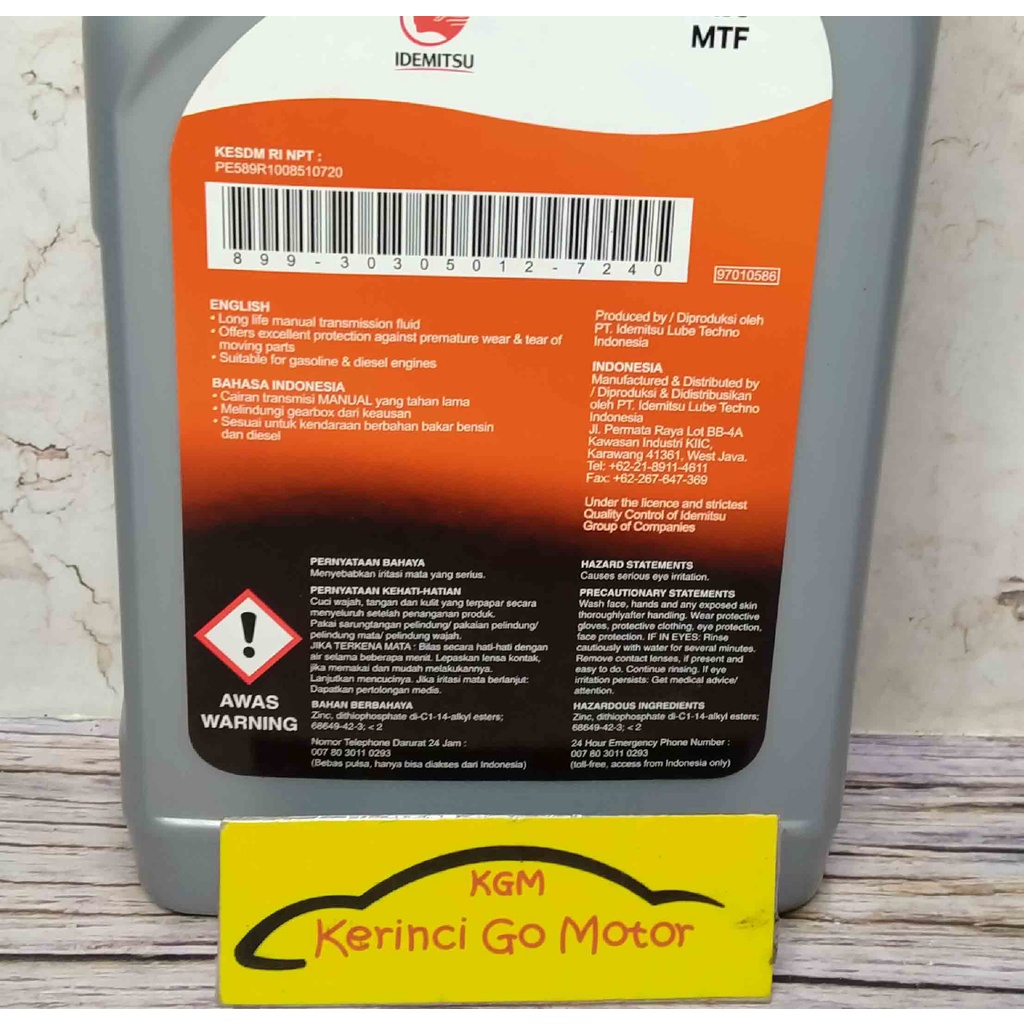 IDEMITSU
MTF
KESDM RI NPT :
PE589R1008510720
899-30305012-7240
97010586
ENGLISH
• Long life manual transmission fluid
• Offers excellent protection against premature wear & tear of
moving parts
• Suitable for gasoline & diesel engines
BAHASA INDONESIA
• Cairan transmisi MANUAL yang tahan lama
• Melindungi gearbox dari keausan
• Sesuai untuk kendaraan berbahan bakar bensin
dan diesel
Produced by / Diproduksi oleh
PT. Idemitsu Lube Techno
Indonesia
INDONESIA
Manufactured & Distributed by
/ Diproduksi & Didistribusikan
oleh PT. Idemitsu Lube Techno
Indonesia
Jl. Permata Raya Lot BB-4A
Kawasan Industri KIIC,
Karawang 41361, West Java.
Tel: +62-21-8911-4611
Fax: +62-267-647-369
Under the licence and strictest
Quality Control of Idemitsu
Group of Companies
AWAS
WARNING
PERNYATAAN BAHAYA
Menyebabkan iritasi mata yang serius.
PERNYATAAN KEHATI-HATIAN
Cuci wajah, tangan dan kulit yang terpapar secara
menyeluruh setelah penanganan produk.
Pakai sarungtangan pelindung/ pakaian pelindung/
pelindung mata/ pelindung wajah.
JIKA TERKENA MATA : Bilas secara hati-hati dengan
air selama beberapa menit. Lepaskan lensa kontak,
jika memakai dan mudah melakukannya.
Lanjutkan mencucinya. Jika iritasi mata berlanjut:
Dapatkan pertolongan medis.
BAHAN BERBAHAYA
Zinc, dithiophosphate di-C1-14-alkyl esters;
68649-42-3; < 2
Nomor Telephone Darurat 24 Jam :
007 80 3011 0293
(Bebas pulsa, hanya bisa diakses dari Indonesia)
HAZARD STATEMENTS
Causes serious eye irritation.
PRECAUTIONARY STATEMENTS
Wash face, hands and any exposed skin
thoroughlyafter handling. Wear protective
gloves, protective clothing, eye protection,
face protection. IF IN EYES: Rinse
cautiously with water for several minutes.
Remove contact lenses, if present and
easy to do. Continue rinsing. If eye
irritation persists: Get medical advice/
attention.
HAZARDOUS INGREDIENTS
Zinc, dithiophosphate di-C1-14-alkyl esters;
68649-42-3; < 2
24 Hour Emergency Phone Number :
007 80 3011 0293
(toll-free, access from Indonesia only)
KGM
Kerinci Go Motor